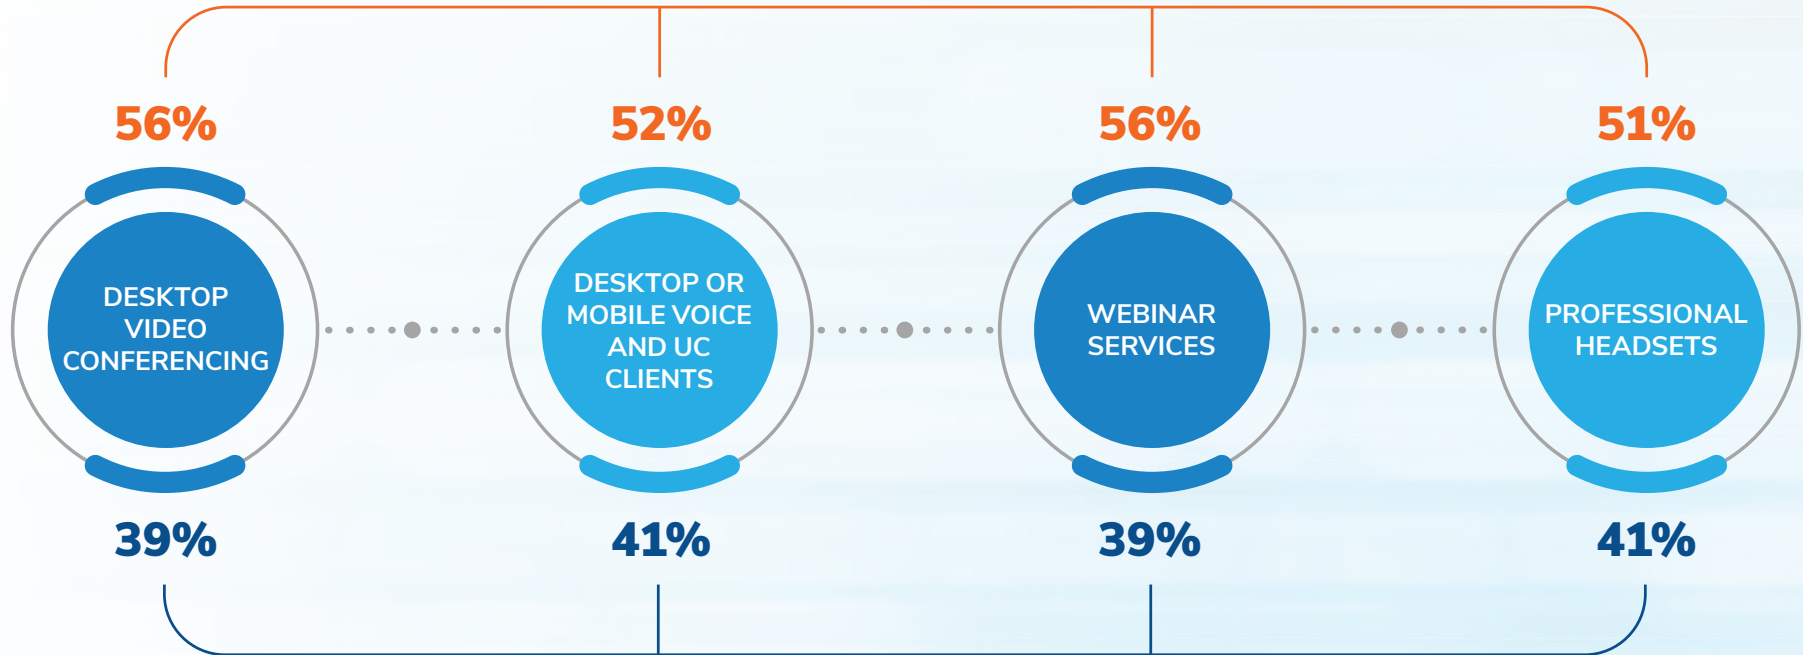 56%
52%
56%
51%
DESKTOP
VIDEO
CONFERENCING
DESKTOP OR
MOBILE VOICE
AND UC
CLIENTS
WEBINAR
SERVICES
PROFESSIONAL
HEADSETS
39%
41%
39%
41%